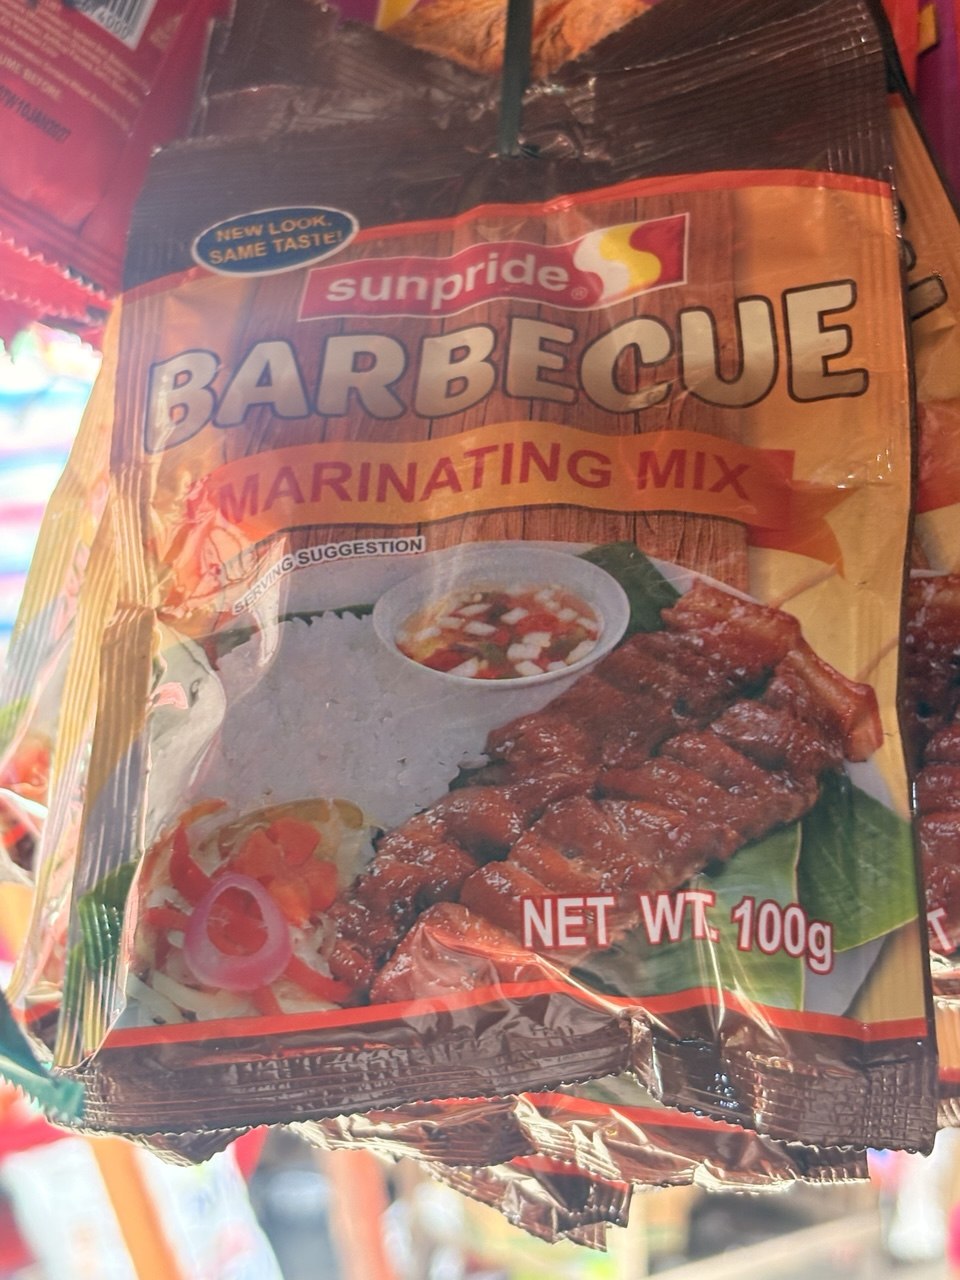 NEW LOOK.
SAME TASTE!
sunpride®
BARBECUE
MARINATING MIX
SERVING SUGGESTION
NET WT. 100g